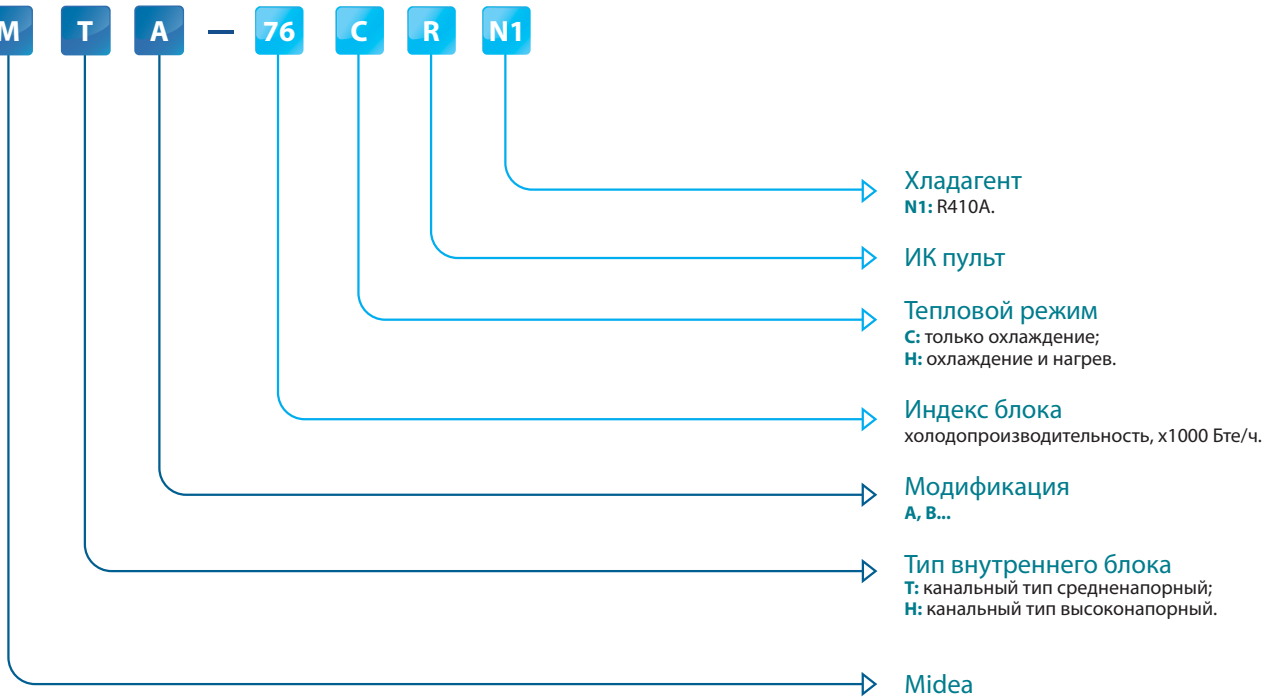 M T A — 76 C R N1
Хладагент
N1: R410A.
ИК пульт
Тепловой режим
C: только охлаждение;
H: охлаждение и нагрев.
Индекс блока
холодопроизводительность, х1000 Бте/ч.
Модификация
A, B...
Тип внутреннего блока
T: канальный тип средненапорный;
H: канальный тип высоконапорный.
Midea